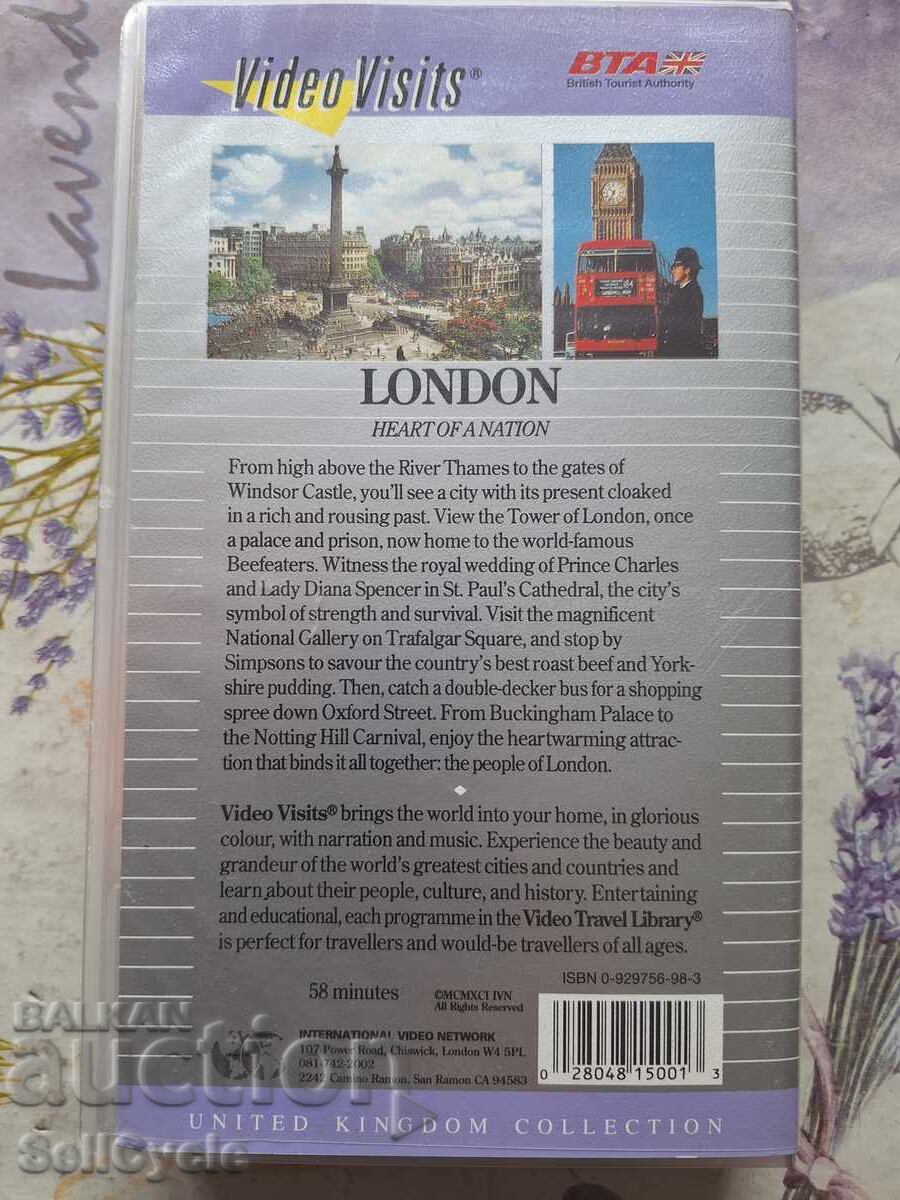 Lavend
Video Visits®
BTA
British Tourist Authority
LONDON
HEART OF A NATION
From high above the River Thames to the gates of
Windsor Castle, you'll see a city with its present cloaked
in a rich and rousing past. View the Tower of London, once
a palace and prison, now home to the world-famous
Beefeaters. Witness the royal wedding of Prince Charles
and Lady Diana Spencer in St. Paul's Cathedral, the city's
symbol of strength and survival. Visit the magnificent
National Gallery on Trafalgar Square, and stop by
Simpsons to savour the country's best roast beef and York-
shire pudding. Then, catch a double-decker bus for a shopping
spree down Oxford Street. From Buckingham Palace to
the Notting Hill Carnival, enjoy the heartwarming attrac-
tion that binds it all together: the people of London.
Video Visits® brings the world into your home, in glorious
colour, with narration and music. Experience the beauty and
grandeur of the world's greatest cities and countries and
learn about their people, culture, and history. Entertaining
and educational, each programme in the Video Travel Library®
is perfect for travellers and would-be travellers of all ages.
ISBN 0-929756-98-3
58 minutes
©MCMXCI IVN
All Rights Reserved
INTERNATIONAL VIDEO NETWORK
107 Power Road, Chiswick, London W4 5PL
081-742-2002
2242 Camino Ramon, San Ramon CA 94583
0 28048 15001 3
UNITED KINGDOM COLLECTION
BALKAN
auction
SellCycle